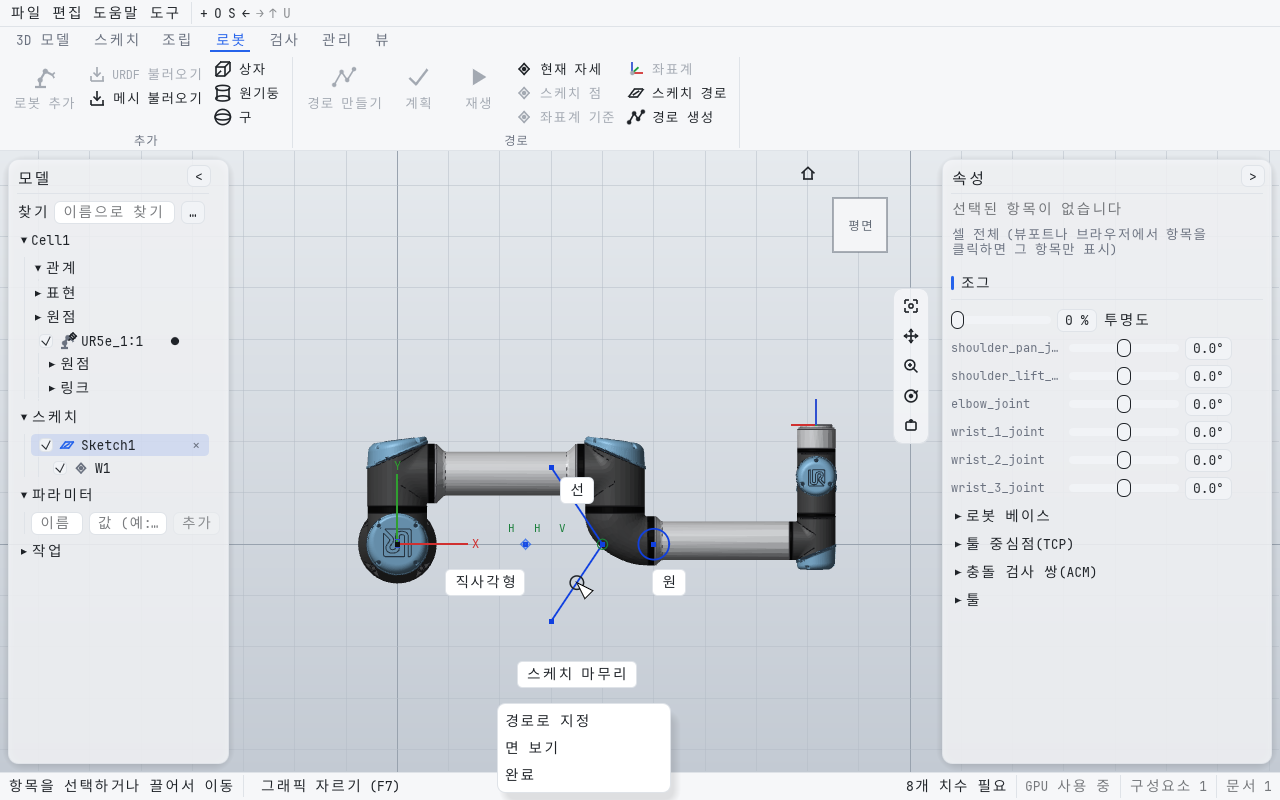 파일 편집 도움말 도구 + O S ← → ↑ U
3D 모델 스케치 조립 로봇 검사 관리 뷰
로봇 추가
URDF 불러오기
메시 불러오기
상자
원기둥
구
추가
경로 만들기
계획
재생
현재 자세
스케치 점
좌표계 기준
좌표계
스케치 경로
경로 생성
경로
모델 <
찾기 이름으로 찾기 …
▾ Cell1
▾ 관계
▸ 표현
▸ 원점
UR5e_1:1
▸ 원점
▸ 링크
▾ 스케치
Sketch1 ×
W1
▾ 파라미터
이름 값 (예:… 추가
▸ 작업
평면
Y
X
H H V
선
직사각형
원
스케치 마무리
경로로 지정
면 보기
완료
속성 >
선택된 항목이 없습니다
셀 전체 (뷰포트나 브라우저에서 항목을
클릭하면 그 항목만 표시)
조그
0 % 투명도
shoulder_pan_j… 0.0°
shoulder_lift_… 0.0°
elbow_joint 0.0°
wrist_1_joint 0.0°
wrist_2_joint 0.0°
wrist_3_joint 0.0°
▸ 로봇 베이스
▸ 툴 중심점(TCP)
▸ 충돌 검사 쌍(ACM)
▸ 툴
항목을 선택하거나 끌어서 이동 그래픽 자르기 (F7) 8개 치수 필요 GPU 사용 중 구성요소 1 문서 1